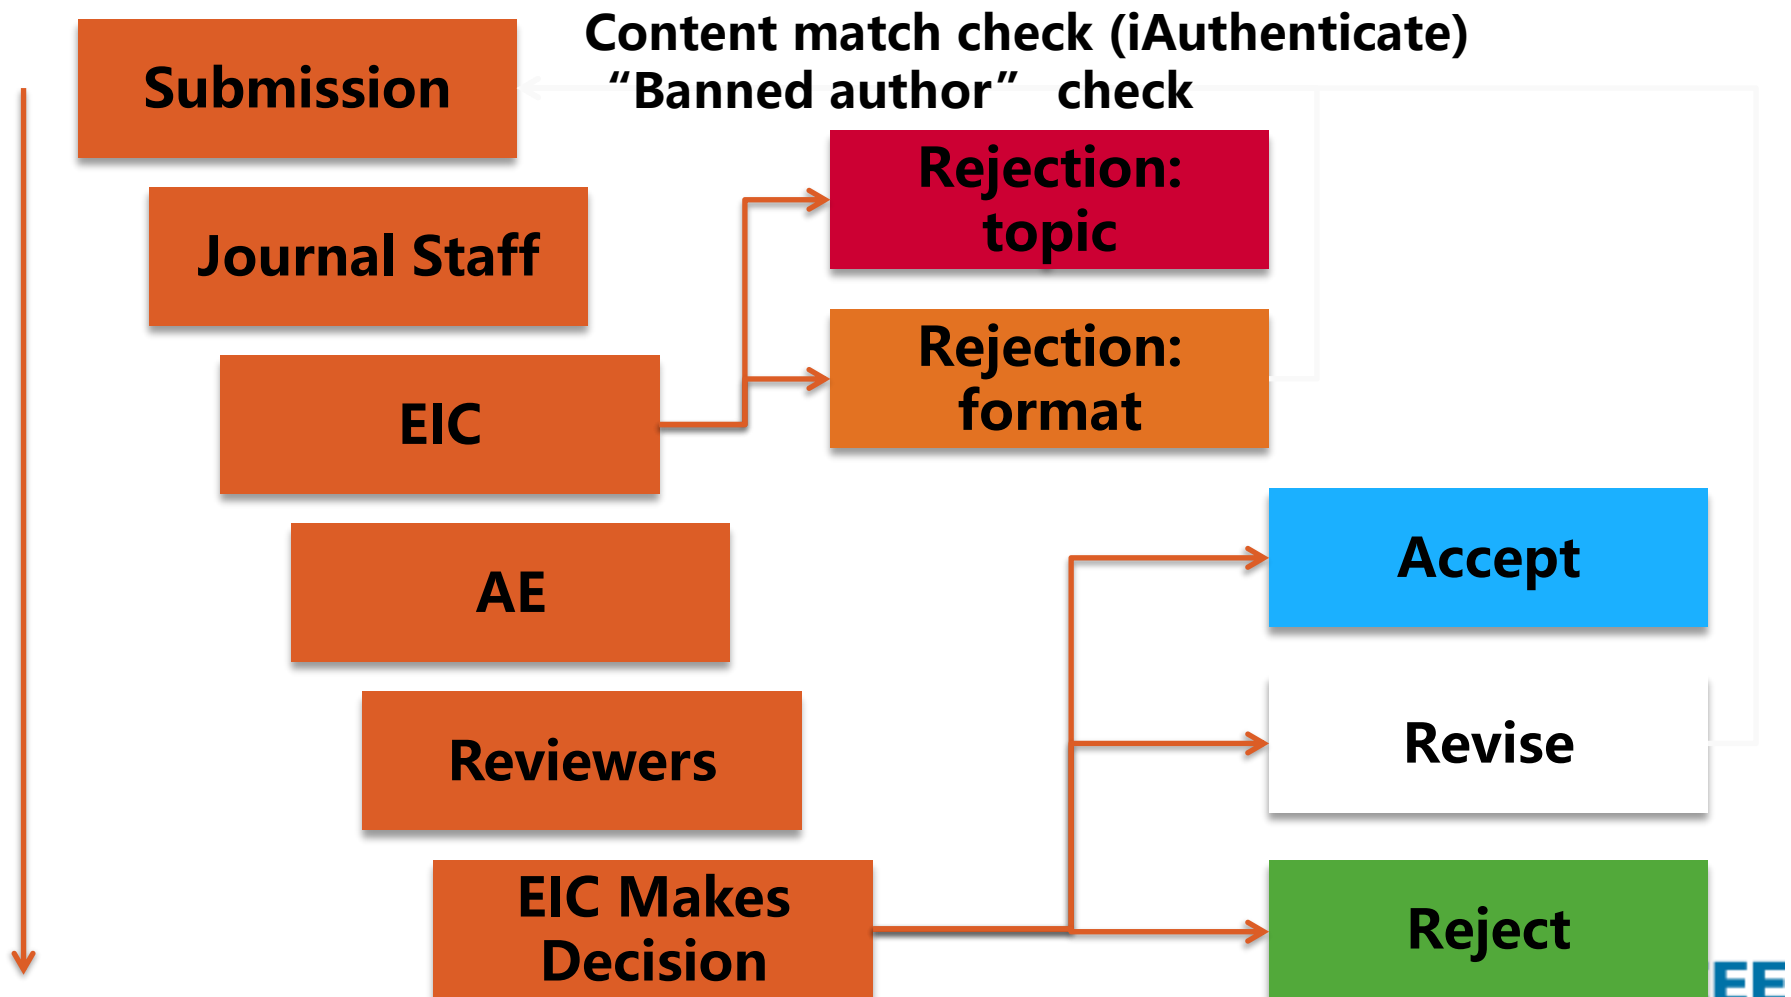 Content match check (iAuthenticate)
“Banned author” check
Submission
Journal Staff
EIC
AE
Reviewers
EIC Makes
Decision
Rejection:
topic
Rejection:
format
Accept
Revise
Reject